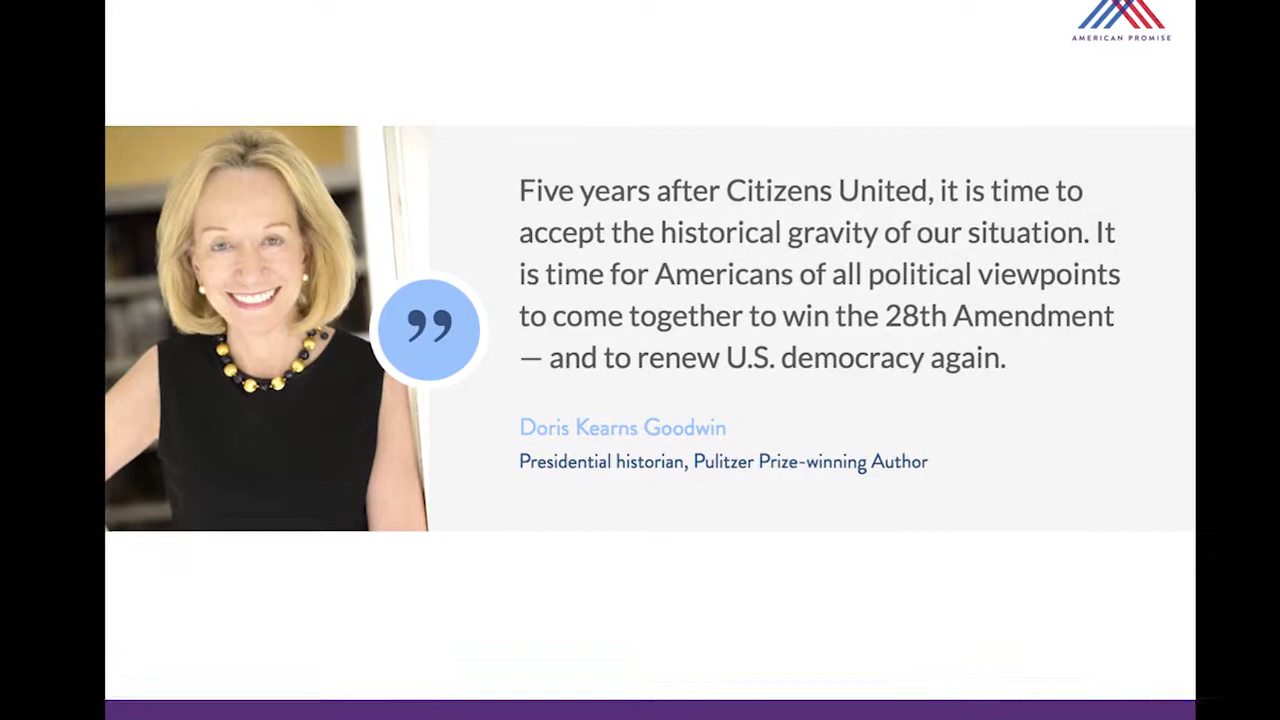 AMERICAN PROMISE
Five years after Citizens United, it is time to
accept the historical gravity of our situation. It
is time for Americans of all political viewpoints
to come together to win the 28th Amendment
— and to renew U.S. democracy again.
Doris Kearns Goodwin
Presidential historian, Pulitzer Prize-winning Author